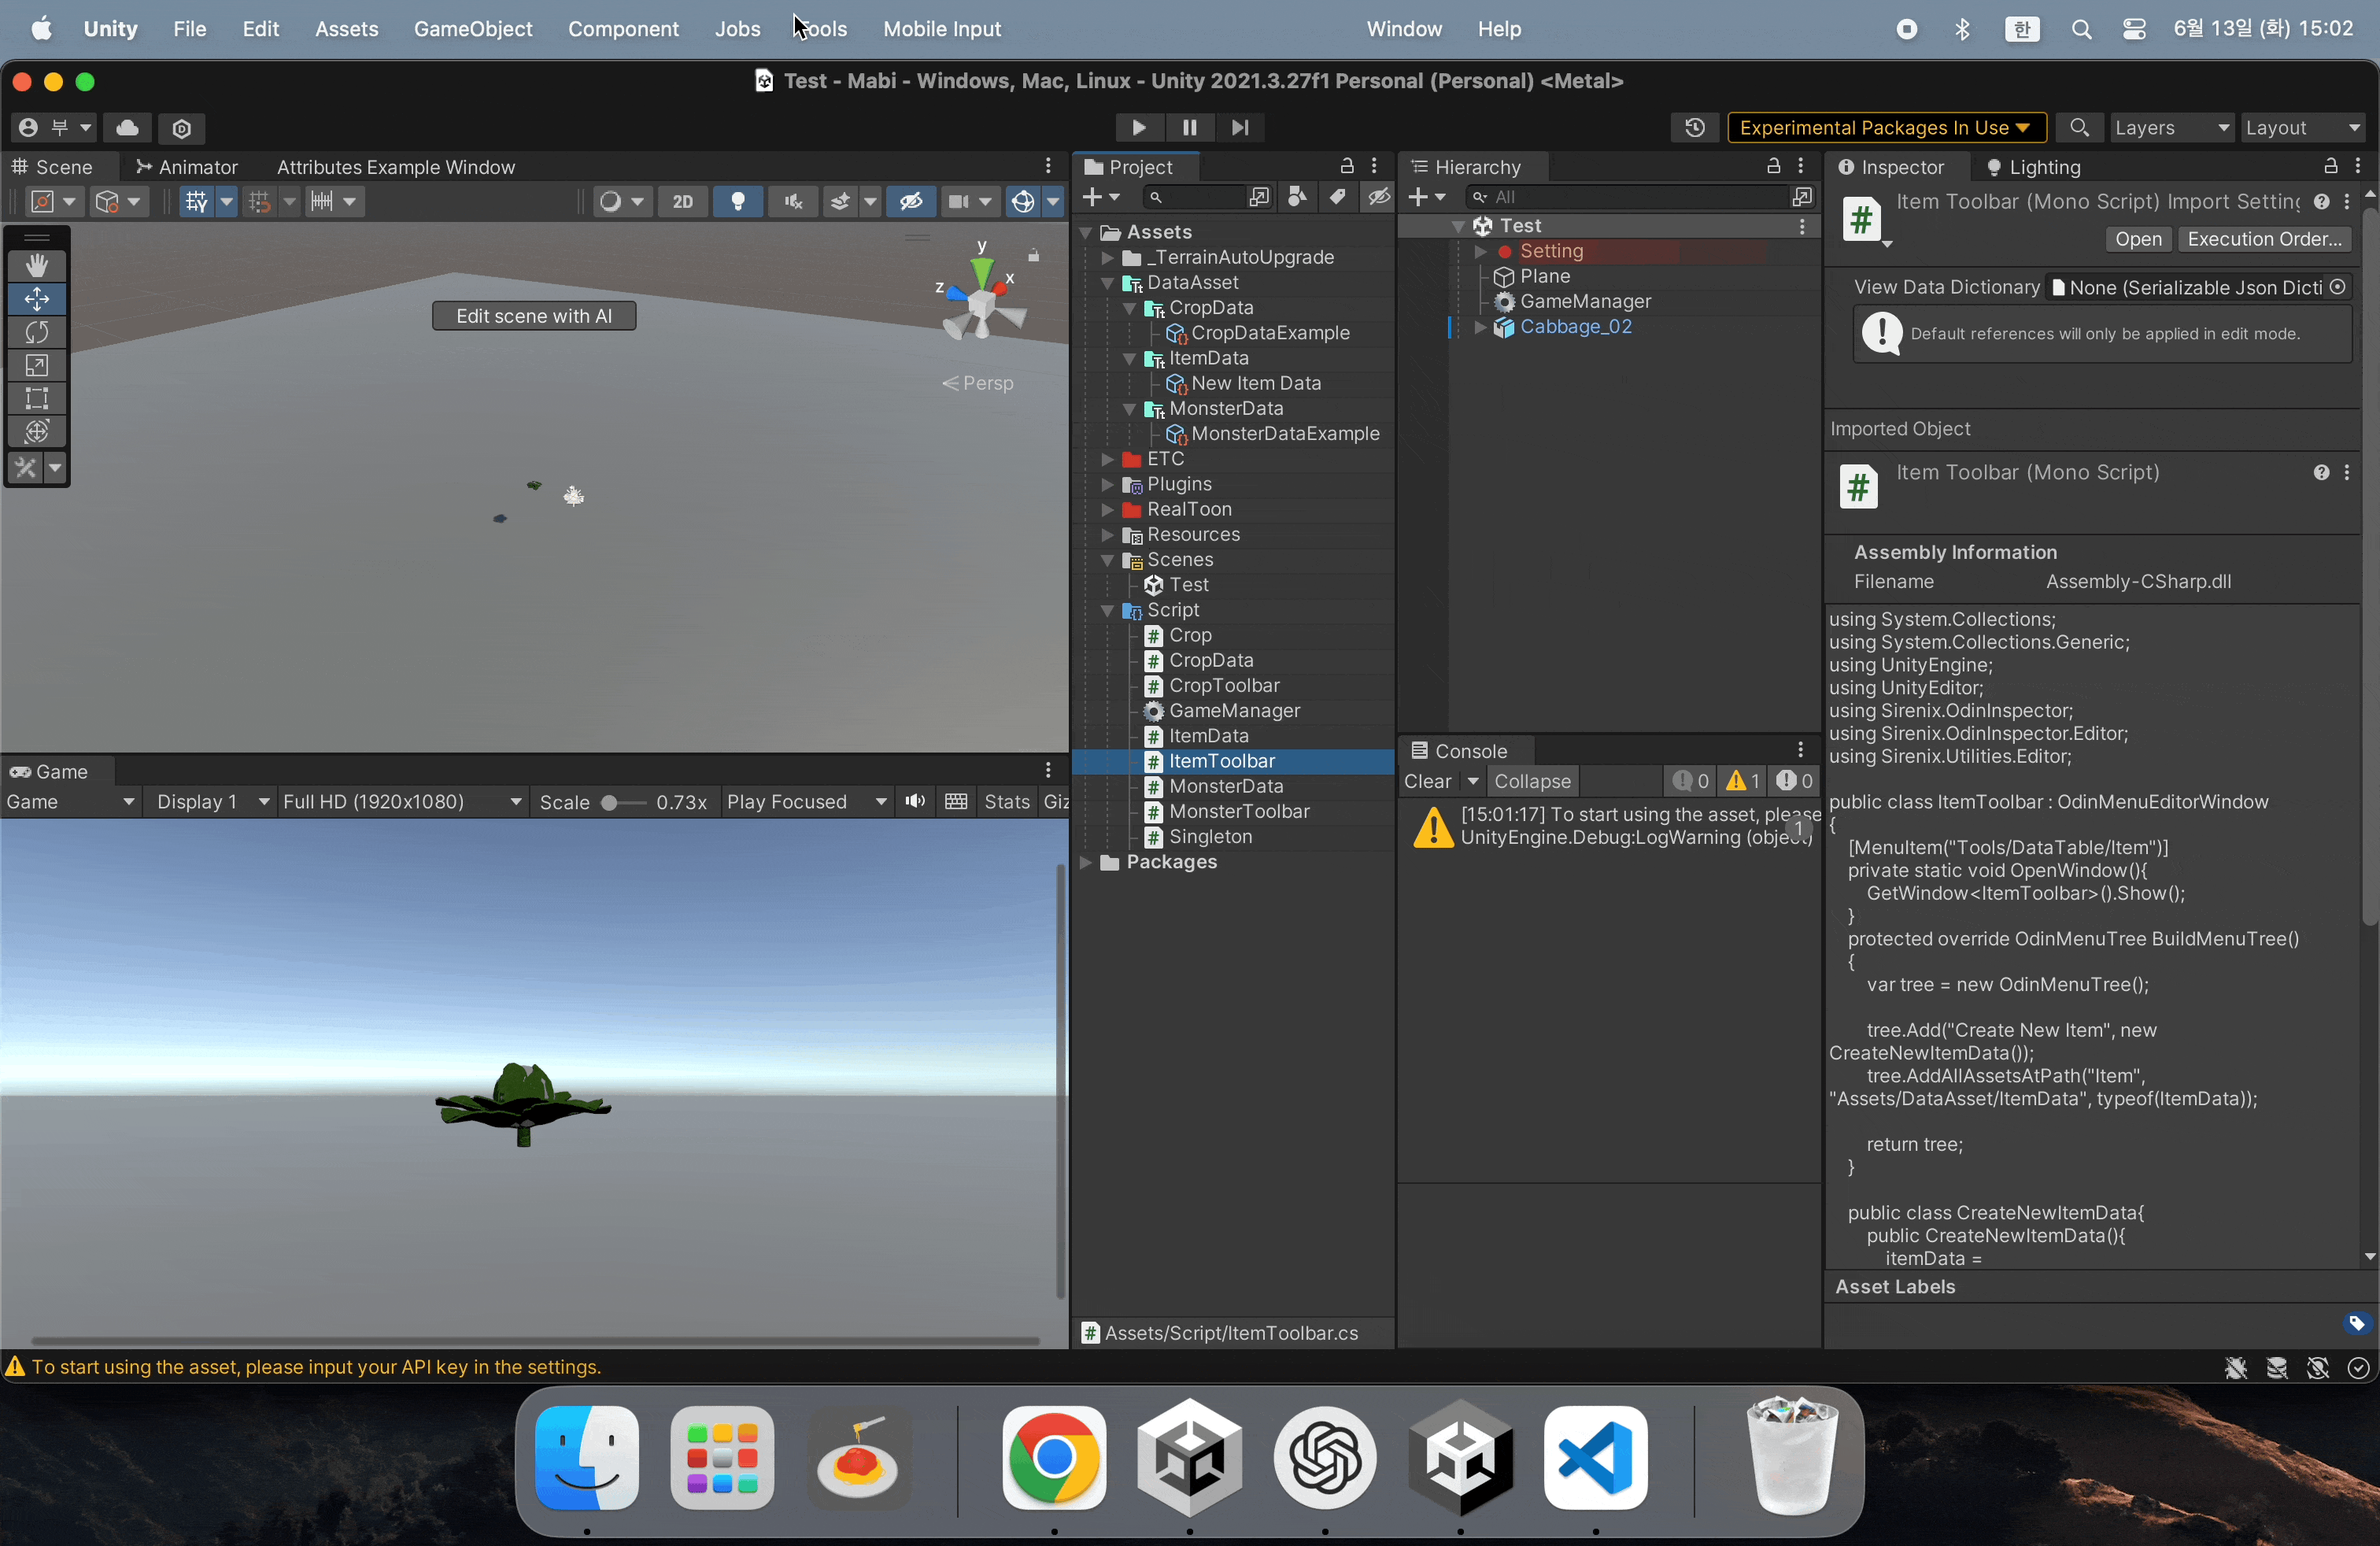 Unity File Edit Assets GameObject Component Jobs Tools Mobile Input Window Help 한 6월 13일 (화) 15:02
Test - Mabi - Windows, Mac, Linux - Unity 2021.3.27f1 Personal (Personal) <Metal>
부 Experimental Packages In Use Layers Layout
Scene Animator Attributes Example Window
2D
Edit scene with AI
y
x
z
Persp
Game
Game Display 1 Full HD (1920x1080) Scale 0.73x Play Focused Stats Giz
Project
Assets
_TerrainAutoUpgrade
DataAsset
CropData
CropDataExample
ItemData
New Item Data
MonsterData
MonsterDataExample
ETC
Plugins
RealToon
Resources
Scenes
Test
Script
Crop
CropData
CropToolbar
GameManager
ItemData
ItemToolbar
MonsterData
MonsterToolbar
Singleton
Packages
Assets/Script/ItemToolbar.cs
Hierarchy
All
Test
Setting
Plane
GameManager
Cabbage_02
Console
Clear Collapse 0 1 0
[15:01:17] To start using the asset, please
UnityEngine.Debug:LogWarning (object)
1
Inspector Lighting
Item Toolbar (Mono Script) Import Setting
Open Execution Order...
View Data Dictionary None (Serializable Json Dicti
Default references will only be applied in edit mode.
Imported Object
Item Toolbar (Mono Script)
Assembly Information
Filename Assembly-CSharp.dll
using System.Collections;
using System.Collections.Generic;
using UnityEngine;
using UnityEditor;
using Sirenix.OdinInspector;
using Sirenix.OdinInspector.Editor;
using Sirenix.Utilities.Editor;
public class ItemToolbar : OdinMenuEditorWindow
{
[MenuItem("Tools/DataTable/Item")]
private static void OpenWindow(){
GetWindow<ItemToolbar>().Show();
}
protected override OdinMenuTree BuildMenuTree()
{
var tree = new OdinMenuTree();
tree.Add("Create New Item", new
CreateNewItemData());
tree.AddAllAssetsAtPath("Item",
"Assets/DataAsset/ItemData", typeof(ItemData));
return tree;
}
public class CreateNewItemData{
public CreateNewItemData(){
itemData =
Asset Labels
To start using the asset, please input your API key in the settings.